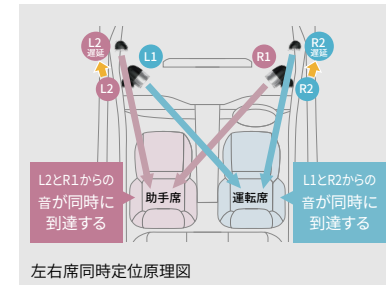 L2
遅延
L1
R1
R2
遅延
L2
R2
L2とR1からの
音が同時に
到達する
助手席
運転席
L1とR2からの
音が同時に
到達する
左右席同時定位原理図